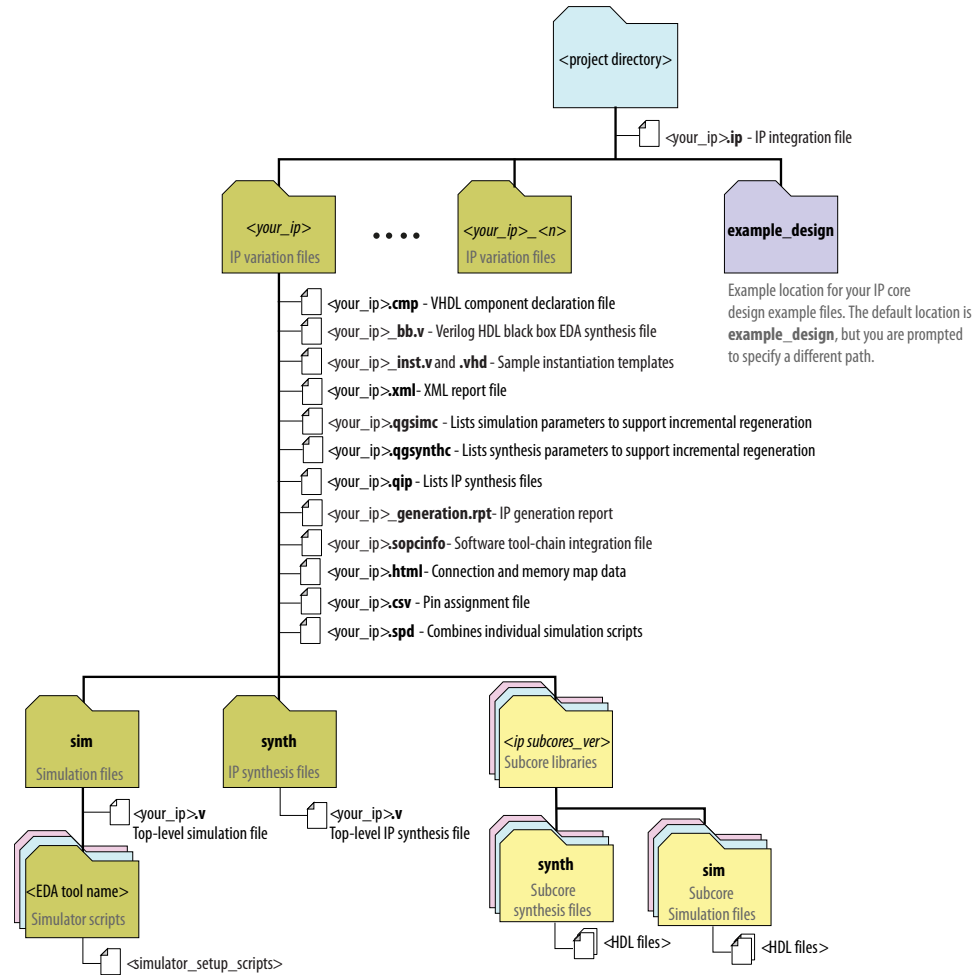 <project directory>
<your_ip>.ip - IP integration file
<your_ip>
IP variation files
<your_ip>_<n>
IP variation files
example_design
Example location for your IP core
design example files. The default location is
example_design, but you are prompted
to specify a different path.
<your_ip>.cmp - VHDL component declaration file
<your_ip>_bb.v - Verilog HDL black box EDA synthesis file
<your_ip>_inst.v and .vhd - Sample instantiation templates
<your_ip>.xml- XML report file
<your_ip>.qgsimc - Lists simulation parameters to support incremental regeneration
<your_ip>.qgsynthc - Lists synthesis parameters to support incremental regeneration
<your_ip>.qip - Lists IP synthesis files
<your_ip>_generation.rpt- IP generation report
<your_ip>.sopcinfo- Software tool-chain integration file
<your_ip>.html- Connection and memory map data
<your_ip>.csv - Pin assignment file
<your_ip>.spd - Combines individual simulation scripts
sim
Simulation files
synth
IP synthesis files
<ip subcores_ver>
Subcore libraries
<your_ip>.v
Top-level simulation file
<your_ip>.v
Top-level IP synthesis file
<EDA tool name>
Simulator scripts
synth
Subcore
synthesis files
sim
Subcore
Simulation files
<HDL files>
<HDL files>
<simulator_setup_scripts>